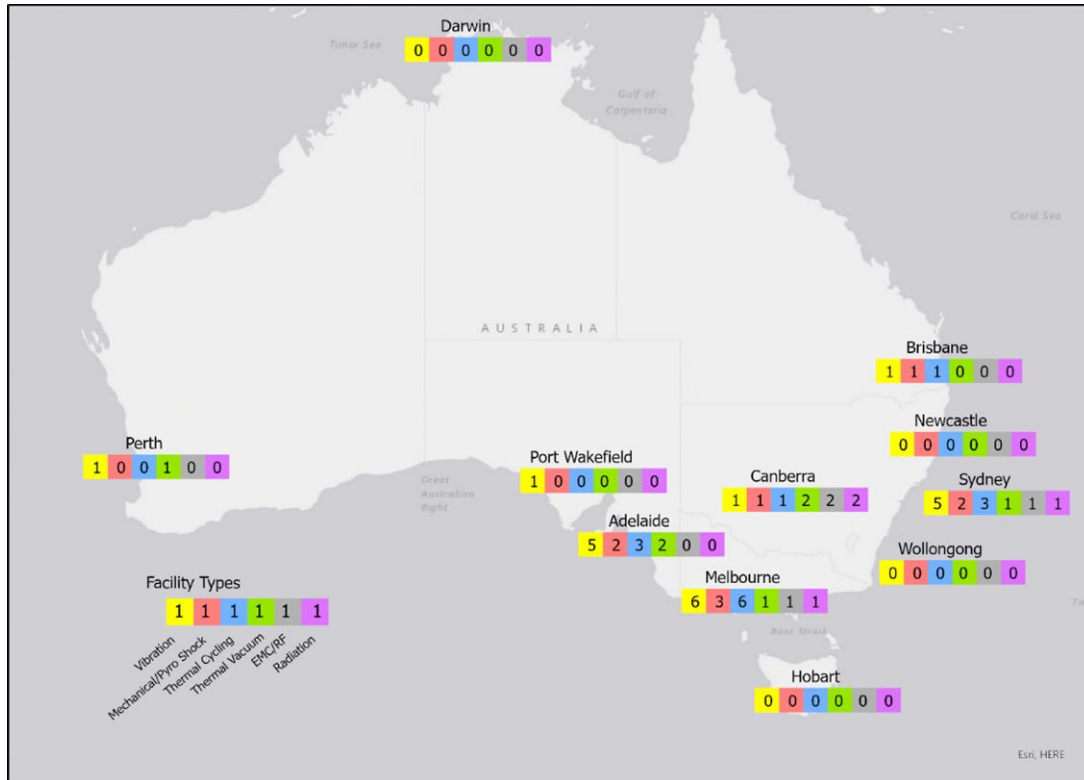 Darwin
Timor Sea
0 0 0 0 0 0
Gulf of
Carpentaria
Coral Sea
AUSTRALIA
Brisbane
1 1 1 0 0 0
Newcastle
0 0 0 0 0 0
Perth
1 0 0 1 0 0
Port Wakefield
1 0 0 0 0 0
Canberra
1 1 1 2 2 2
Sydney
5 2 3 1 1 1
Great
Australian
Bight
Adelaide
5 2 3 2 0 0
Wollongong
0 0 0 0 0 0
Melbourne
6 3 6 1 1 1
Facility Types
1 1 1 1 1 1
Vibration
Mechanical/Pyro Shock
Thermal Cycling
Thermal Vacuum
EMC/RF
Radiation
Bass Strait
Hobart
0 0 0 0 0 0
Esri, HERE